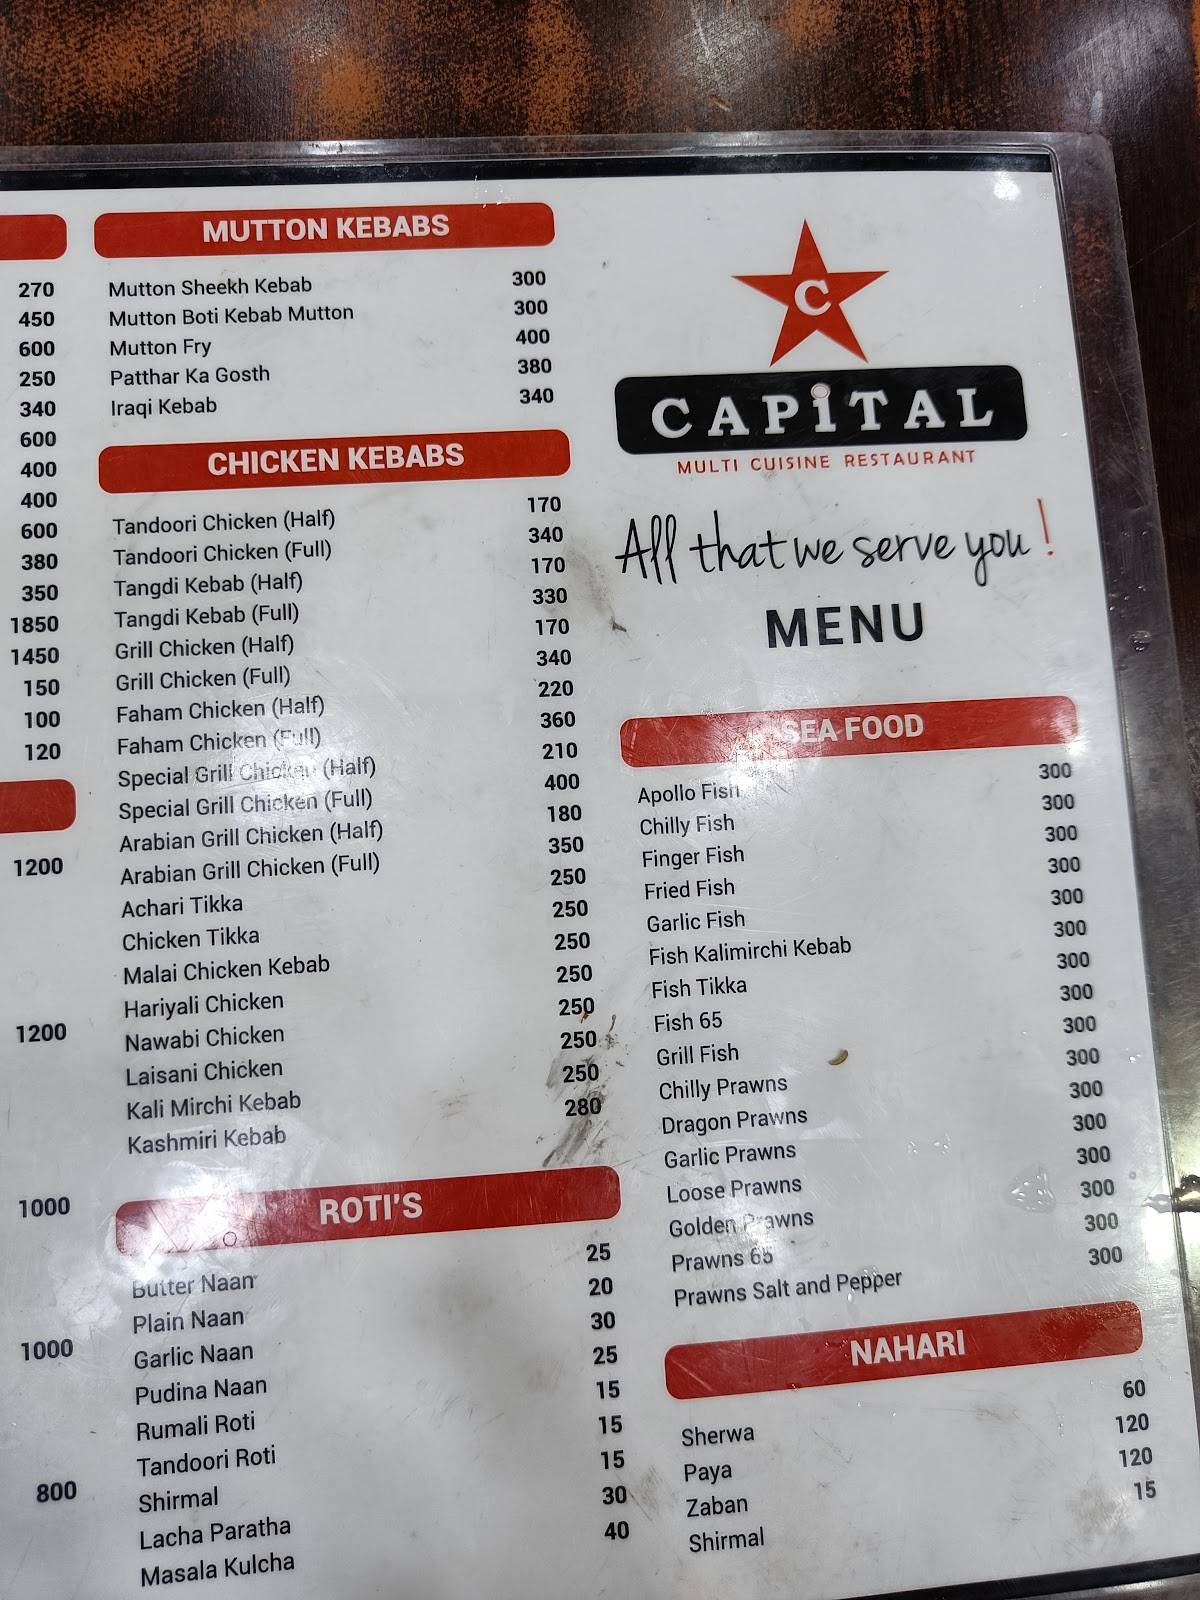 270
450
600
250
340
600
400
400
600
380
350
1850
1450
150
100
120
1200
1200
1000
1000
800
MUTTON KEBABS
Mutton Sheekh Kebab 300
Mutton Boti Kebab Mutton 300
Mutton Fry 400
Patthar Ka Gosth 380
Iraqi Kebab 340
CHICKEN KEBABS
Tandoori Chicken (Half) 170
Tandoori Chicken (Full) 340
Tangdi Kebab (Half) 170
Tangdi Kebab (Full) 330
Grill Chicken (Half) 170
Grill Chicken (Full) 340
Faham Chicken (Half) 220
Faham Chicken (Full) 360
Special Grill Chicken (Half) 210
Special Grill Chicken (Full) 400
Arabian Grill Chicken (Half) 180
Arabian Grill Chicken (Full) 350
Achari Tikka 250
Chicken Tikka 250
Malai Chicken Kebab 250
Hariyali Chicken 250
Nawabi Chicken 250
Laisani Chicken 250
Kali Mirchi Kebab 250
Kashmiri Kebab 280
ROTI'S
Butter Naan 25
Plain Naan 20
Garlic Naan 30
Pudina Naan 25
Rumali Roti 15
Tandoori Roti 15
Shirmal 15
Lacha Paratha 30
Masala Kulcha 40
C
CAPiTAL
MULTI CUISINE RESTAURANT
All that we serve you!
MENU
SEA FOOD
Apollo Fish 300
Chilly Fish 300
Finger Fish 300
Fried Fish 300
Garlic Fish 300
Fish Kalimirchi Kebab 300
Fish Tikka 300
Fish 65 300
Grill Fish 300
Chilly Prawns 300
Dragon Prawns 300
Garlic Prawns 300
Loose Prawns 300
Golden Prawns 300
Prawns 65 300
Prawns Salt and Pepper 300
NAHARI
Sherwa 60
Paya 120
Zaban 120
Shirmal 15